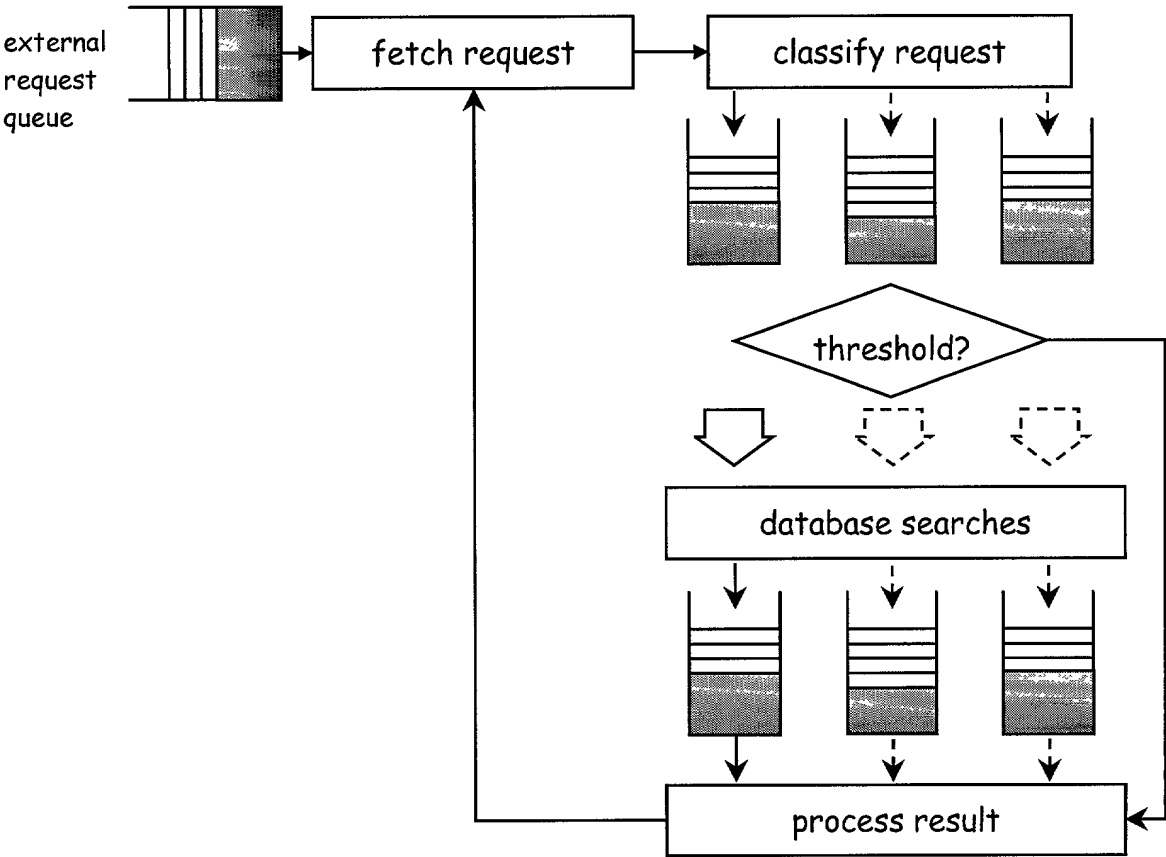 external
request
queue
fetch request
classify request
threshold?
database searches
process result